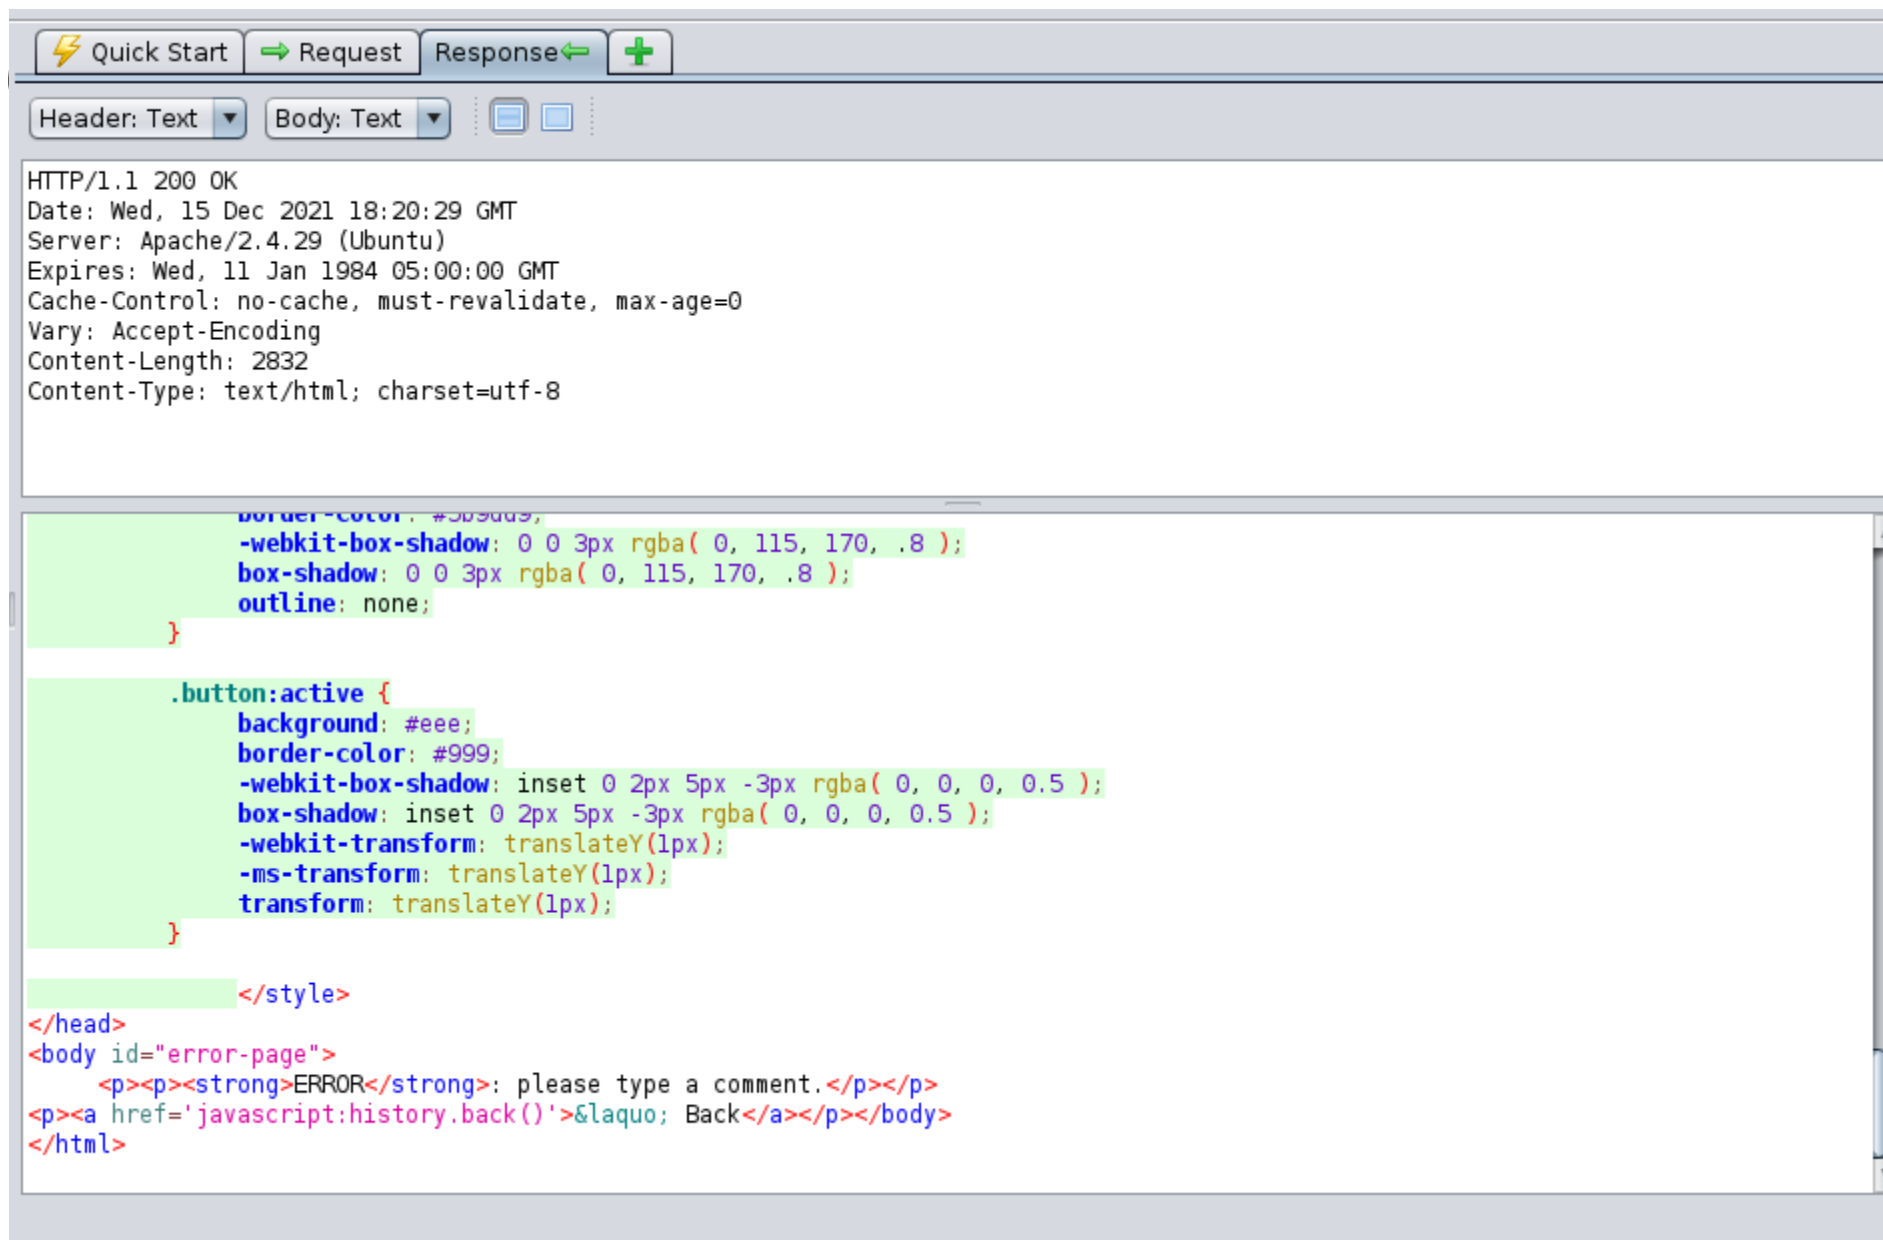 Quick Start Request Response
Header: Text Body: Text
HTTP/1.1 200 OK
Date: Wed, 15 Dec 2021 18:20:29 GMT
Server: Apache/2.4.29 (Ubuntu)
Expires: Wed, 11 Jan 1984 05:00:00 GMT
Cache-Control: no-cache, must-revalidate, max-age=0
Vary: Accept-Encoding
Content-Length: 2832
Content-Type: text/html; charset=utf-8
border-color: #5b9dd9;
-webkit-box-shadow: 0 0 3px rgba( 0, 115, 170, .8 );
box-shadow: 0 0 3px rgba( 0, 115, 170, .8 );
outline: none;
}
.button:active {
background: #eee;
border-color: #999;
-webkit-box-shadow: inset 0 2px 5px -3px rgba( 0, 0, 0, 0.5 );
box-shadow: inset 0 2px 5px -3px rgba( 0, 0, 0, 0.5 );
-webkit-transform: translateY(1px);
-ms-transform: translateY(1px);
transform: translateY(1px);
}
</style>
</head>
<body id="error-page">
<p><p><strong>ERROR</strong>: please type a comment.</p></p>
<p><a href='javascript:history.back()'>&laquo; Back</a></p></body>
</html>